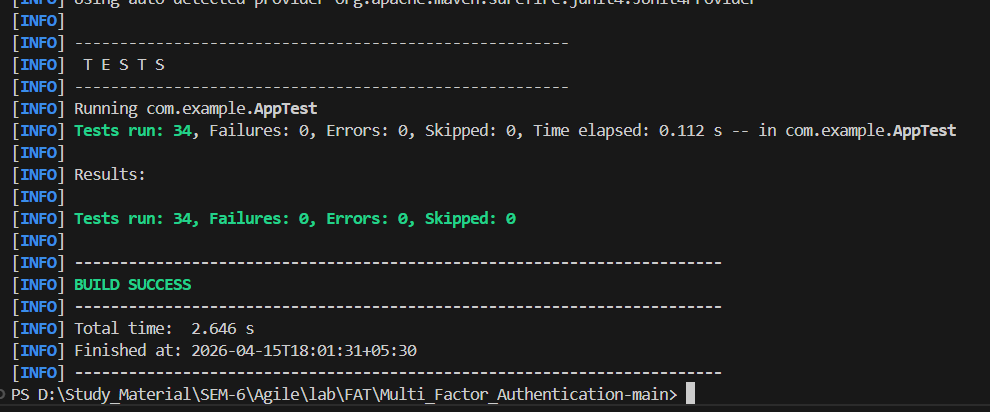 [INFO] Using auto detected provider org.apache.maven.surefire.junit4.JUnit4Provider
[INFO]
[INFO] -------------------------------------------------------
[INFO]  T E S T S
[INFO] -------------------------------------------------------
[INFO] Running com.example.AppTest
[INFO] Tests run: 34, Failures: 0, Errors: 0, Skipped: 0, Time elapsed: 0.112 s -- in com.example.AppTest
[INFO]
[INFO] Results:
[INFO]
[INFO] Tests run: 34, Failures: 0, Errors: 0, Skipped: 0
[INFO]
[INFO] ------------------------------------------------------------------------
[INFO] BUILD SUCCESS
[INFO] ------------------------------------------------------------------------
[INFO] Total time:  2.646 s
[INFO] Finished at: 2026-04-15T18:01:31+05:30
[INFO] ------------------------------------------------------------------------
PS D:\Study_Material\SEM-6\Agile\lab\FAT\Multi_Factor_Authentication-main>